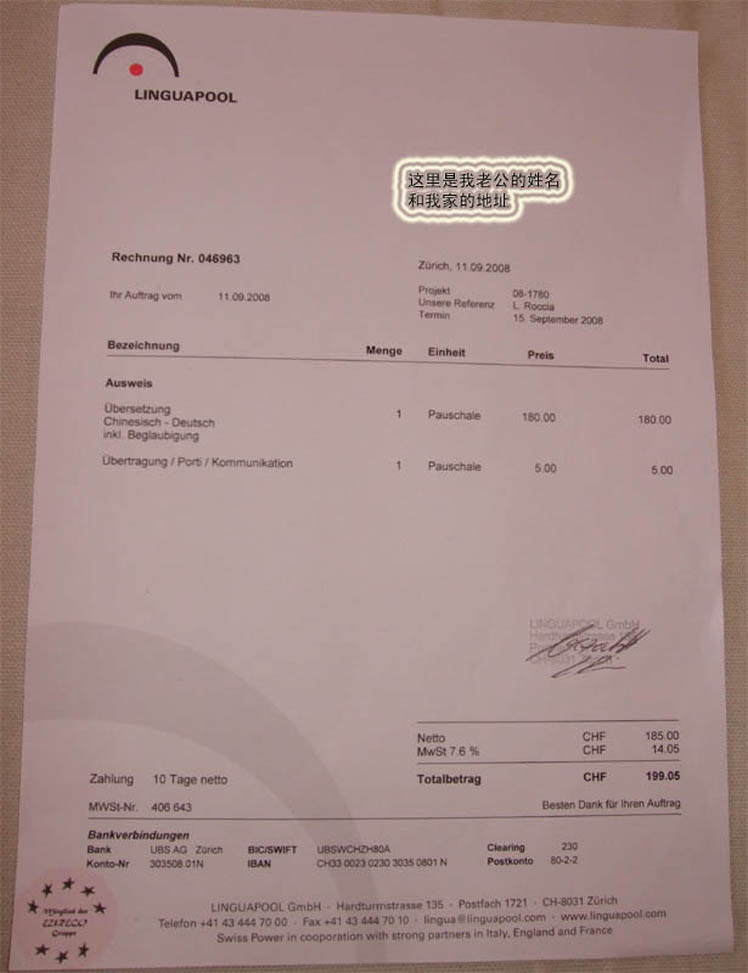 LINGUAPOOL
这里是我老公的姓名
和我家的地址
Rechnung Nr. 046963
Zürich, 11.09.2008
Ihr Auftrag vom 11.09.2008
Projekt 08-1780
Unsere Referenz L. Roccia
Termin 15. September 2008
Bezeichnung Menge Einheit Preis Total
Ausweis
Übersetzung 1 Pauschale 180.00 180.00
Chinesisch - Deutsch
inkl. Beglaubigung
Übertragung / Porti / Kommunikation 1 Pauschale 5.00 5.00
LINGUAPOOL GmbH
Hardturmstrasse
CH-8031
Netto CHF 185.00
MwSt 7.6 % CHF 14.05
Zahlung 10 Tage netto
Totalbetrag CHF 199.05
MWSt-Nr. 406 643
Besten Dank für Ihren Auftrag
Bankverbindungen
Bank UBS AG Zürich BIC/SWIFT UBSWCHZH80A Clearing 230
Konto-Nr 303508.01N IBAN CH33 0023 0230 3035 0801 N Postkonto 80-2-2
Mitglied der
Gruppe
LINGUAPOOL GmbH · Hardturmstrasse 135 · Postfach 1721 · CH-8031 Zürich
Telefon +41 43 444 70 00 · Fax +41 43 444 70 10 · lingua@linguapool.com · www.linguapool.com
Swiss Power in cooporation with strong partners in Italy, England and France